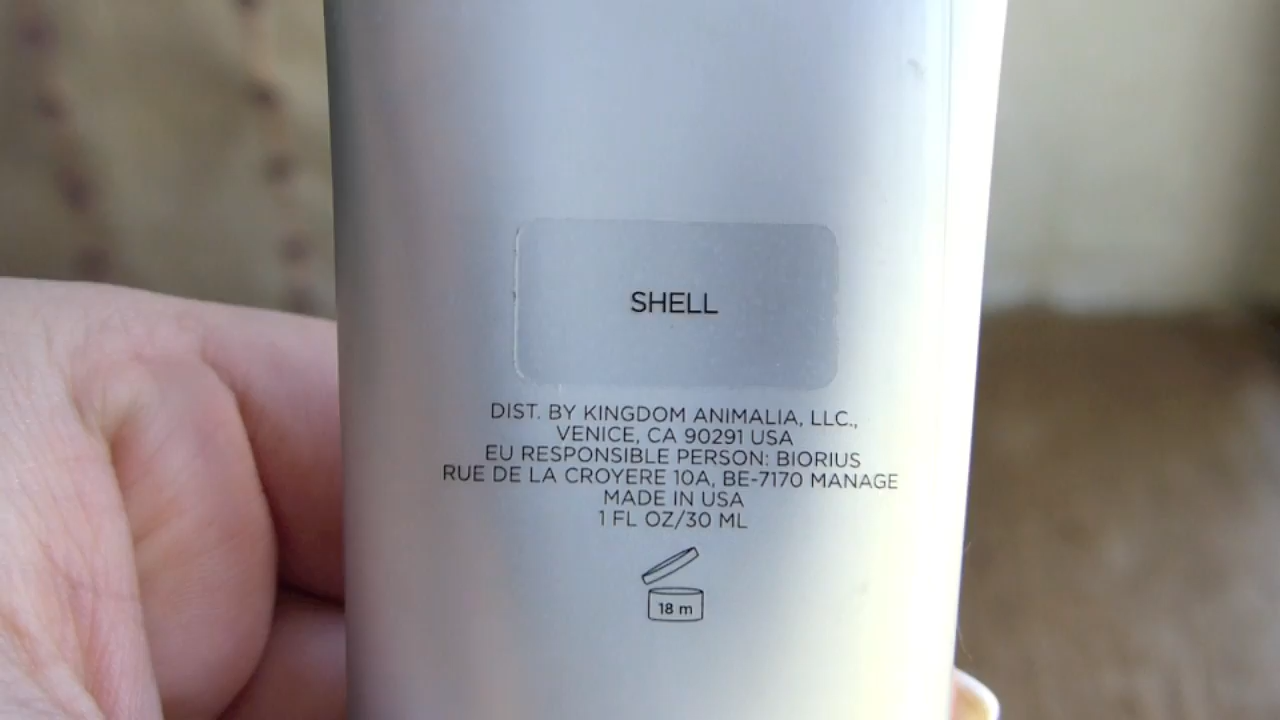 SHELL
DIST. BY KINGDOM ANIMALIA, LLC.,
VENICE, CA 90291 USA
EU RESPONSIBLE PERSON: BIORIUS
RUE DE LA CROYERE 10A, BE-7170 MANAGE
MADE IN USA
1 FL OZ/30 ML
18 m